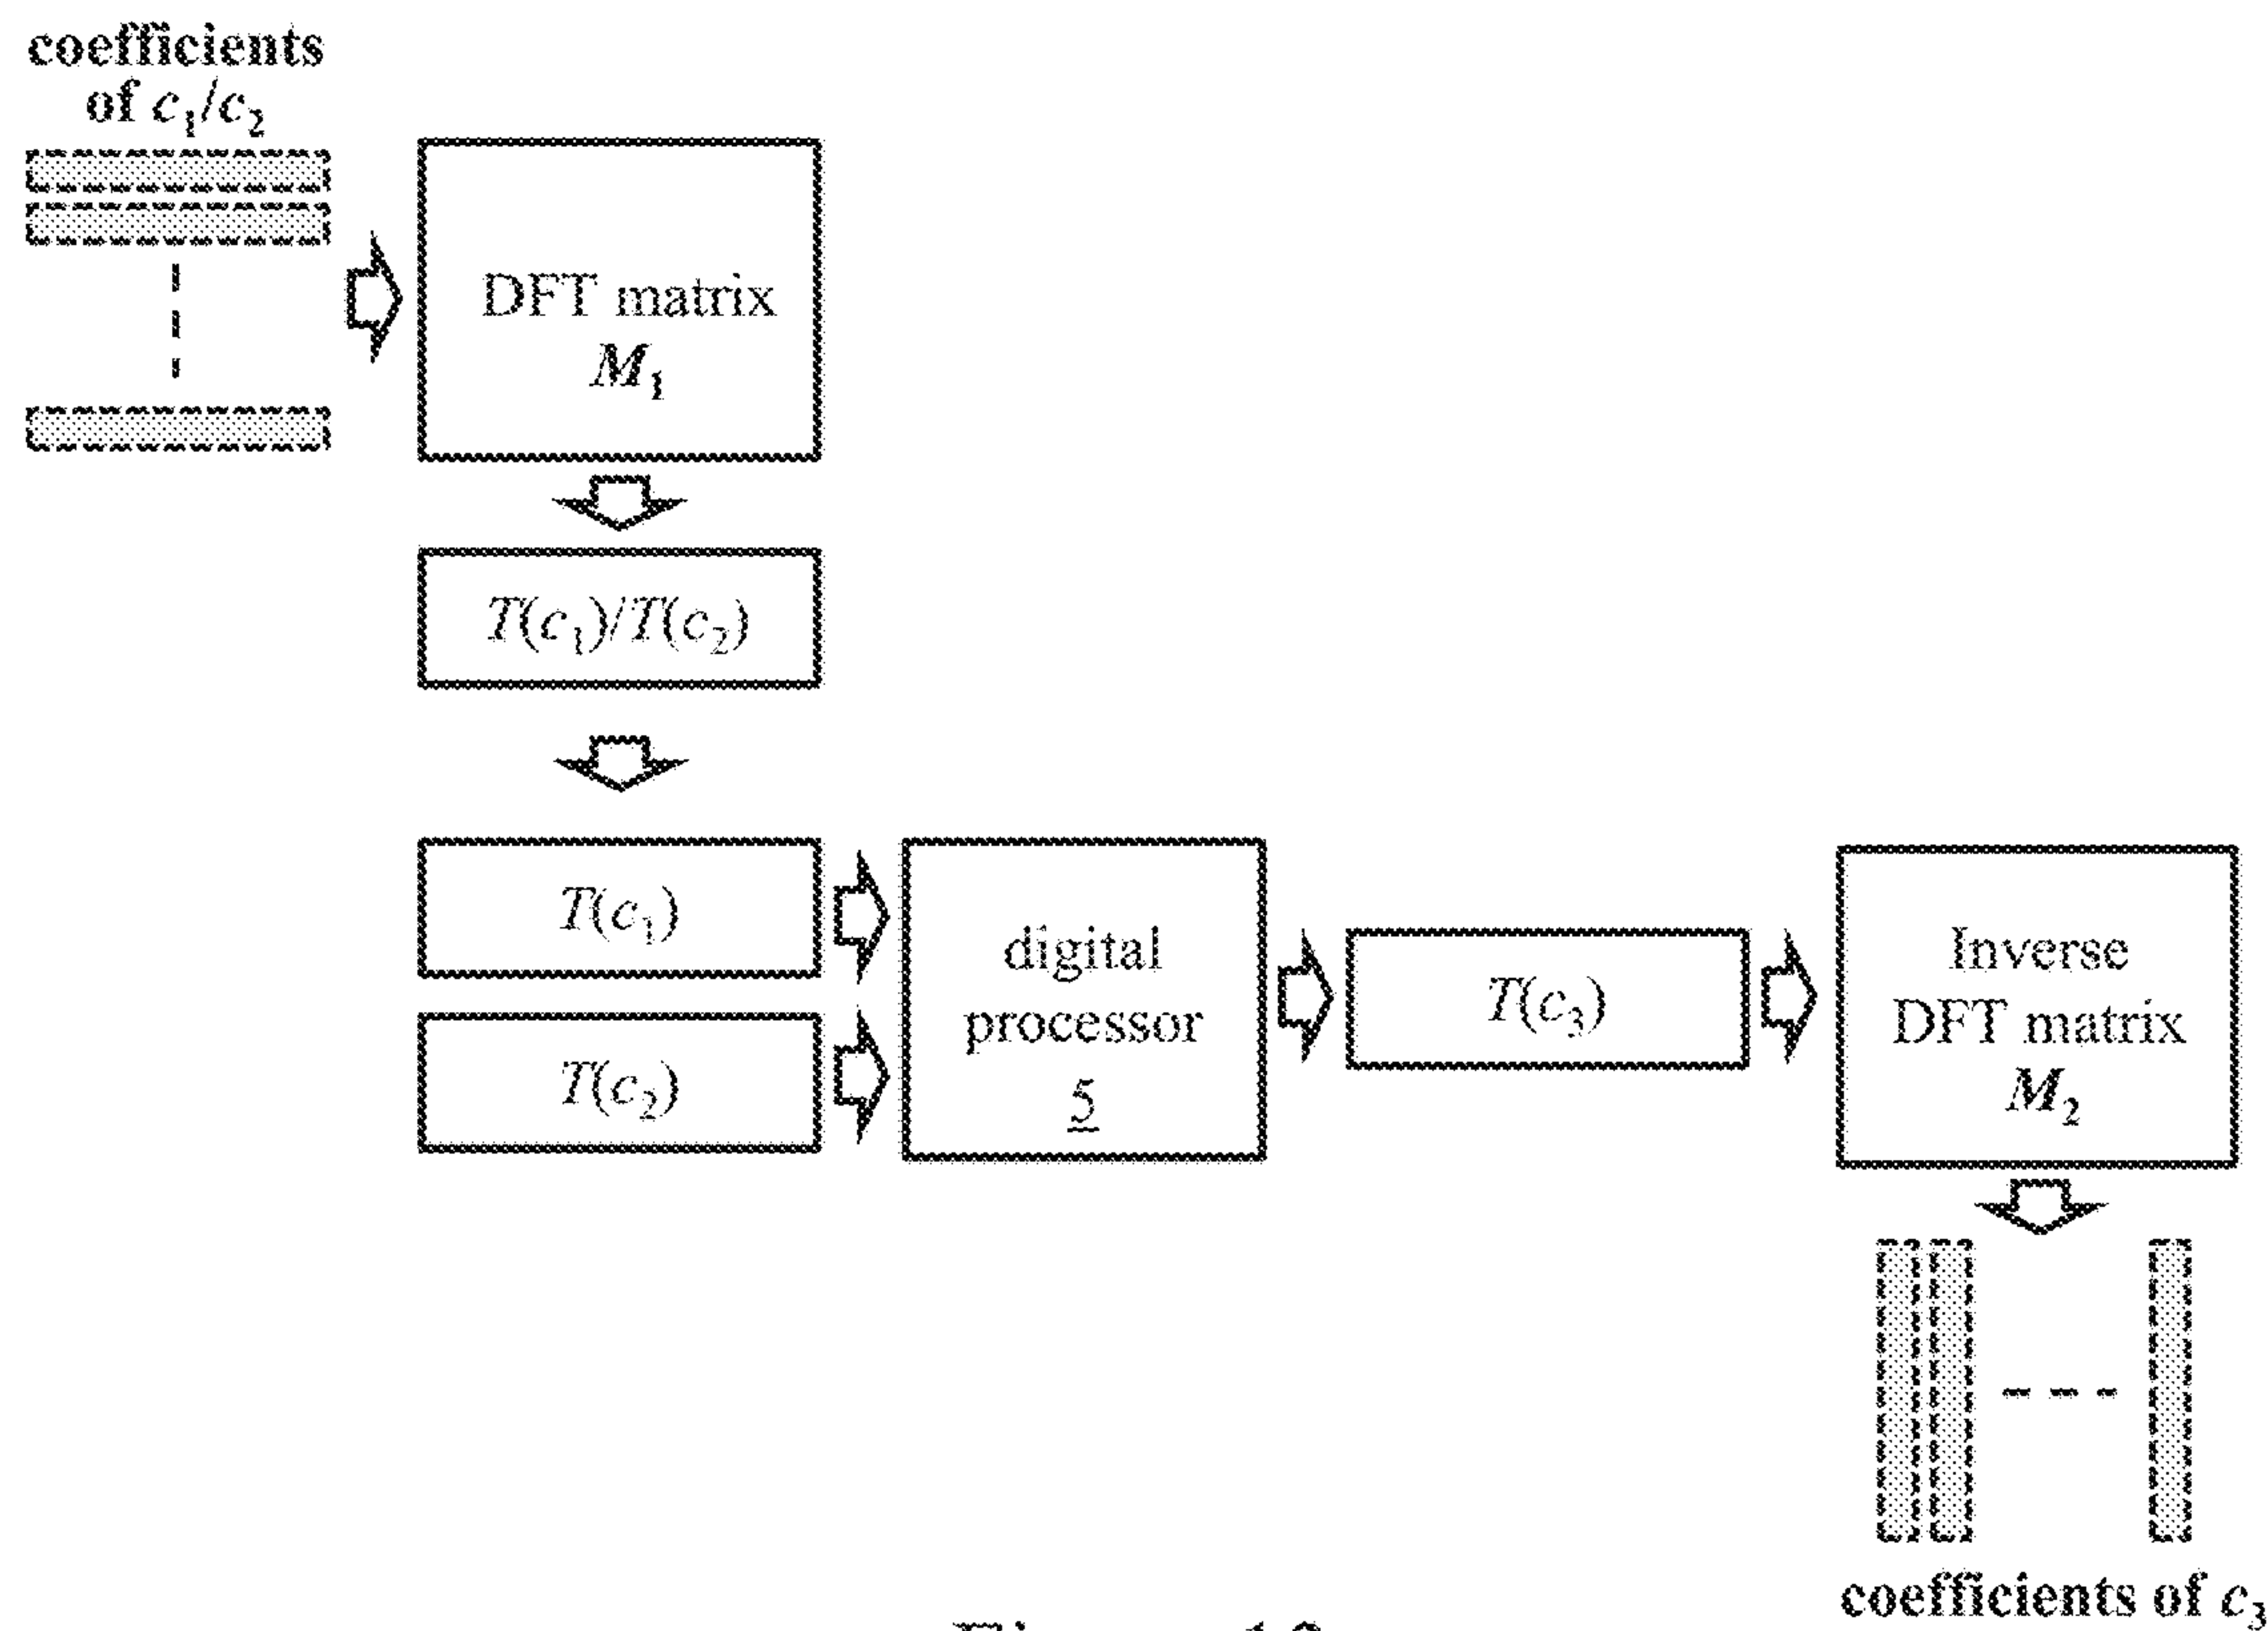 coefficients
of c₁/c₂
DFT matrix
M₁
T(c₁)/T(c₂)
T(c₁)
T(c₂)
digital
processor
5
T(c₃)
Inverse
DFT matrix
M₂
coefficients of c₃